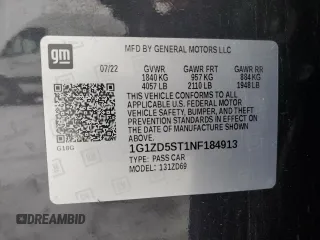 gm
MFD BY GENERAL MOTORS LLC
07/22 GVWR GAWR FRT GAWR RR
1840 KG 957 KG 884 KG
4057 LB 2110 LB 1948 LB
THIS VEHICLE CONFORMS TO ALL
APPLICABLE U.S. FEDERAL MOTOR
VEHICLE SAFETY, BUMPER, AND THEFT
PREVENTION STANDARDS IN EFFECT
ON THE DATE OF MANUFACTURE
SHOWN ABOVE.
G10G
1G1ZD5ST1NF184913
TYPE: PASS CAR
MODEL: 1ZD69
DREAMBID